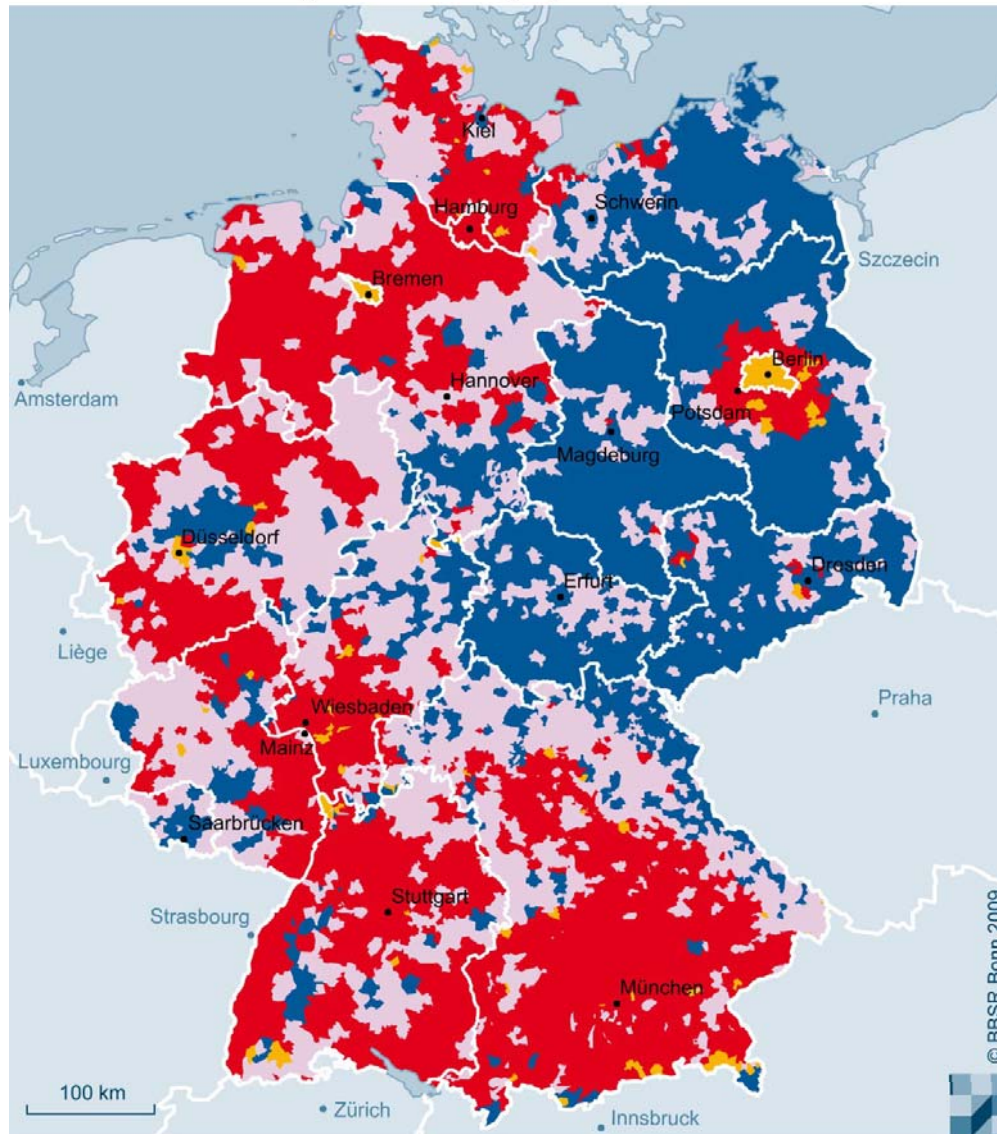 Kiel
Hamburg
Schwerin
Szczecin
Bremen
Berlin
Amsterdam
Hannover
Potsdam
Magdeburg
Düsseldorf
Dresden
Erfurt
Liège
Praha
Wiesbaden
Mainz
Luxembourg
Saarbrücken
Stuttgart
Strasbourg
München
© BBSR Bonn 2009
100 km
Zürich
Innsbruck